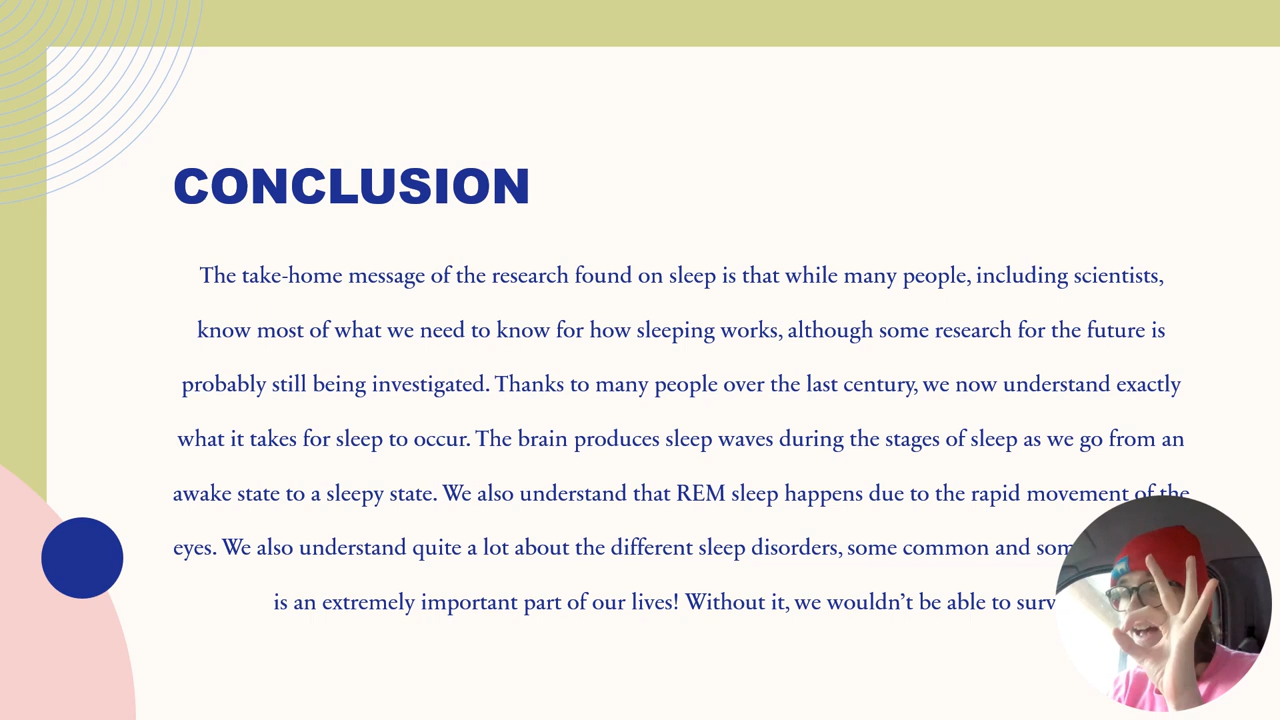 CONCLUSION
The take-home message of the research found on sleep is that while many people, including scientists,
know most of what we need to know for how sleeping works, although some research for the future is
probably still being investigated. Thanks to many people over the last century, we now understand exactly
what it takes for sleep to occur. The brain produces sleep waves during the stages of sleep as we go from an
awake state to a sleepy state. We also understand that REM sleep happens due to the rapid movement of the
eyes. We also understand quite a lot about the different sleep disorders, some common and
is an extremely important part of our lives! Without it, we wouldn’t be able to